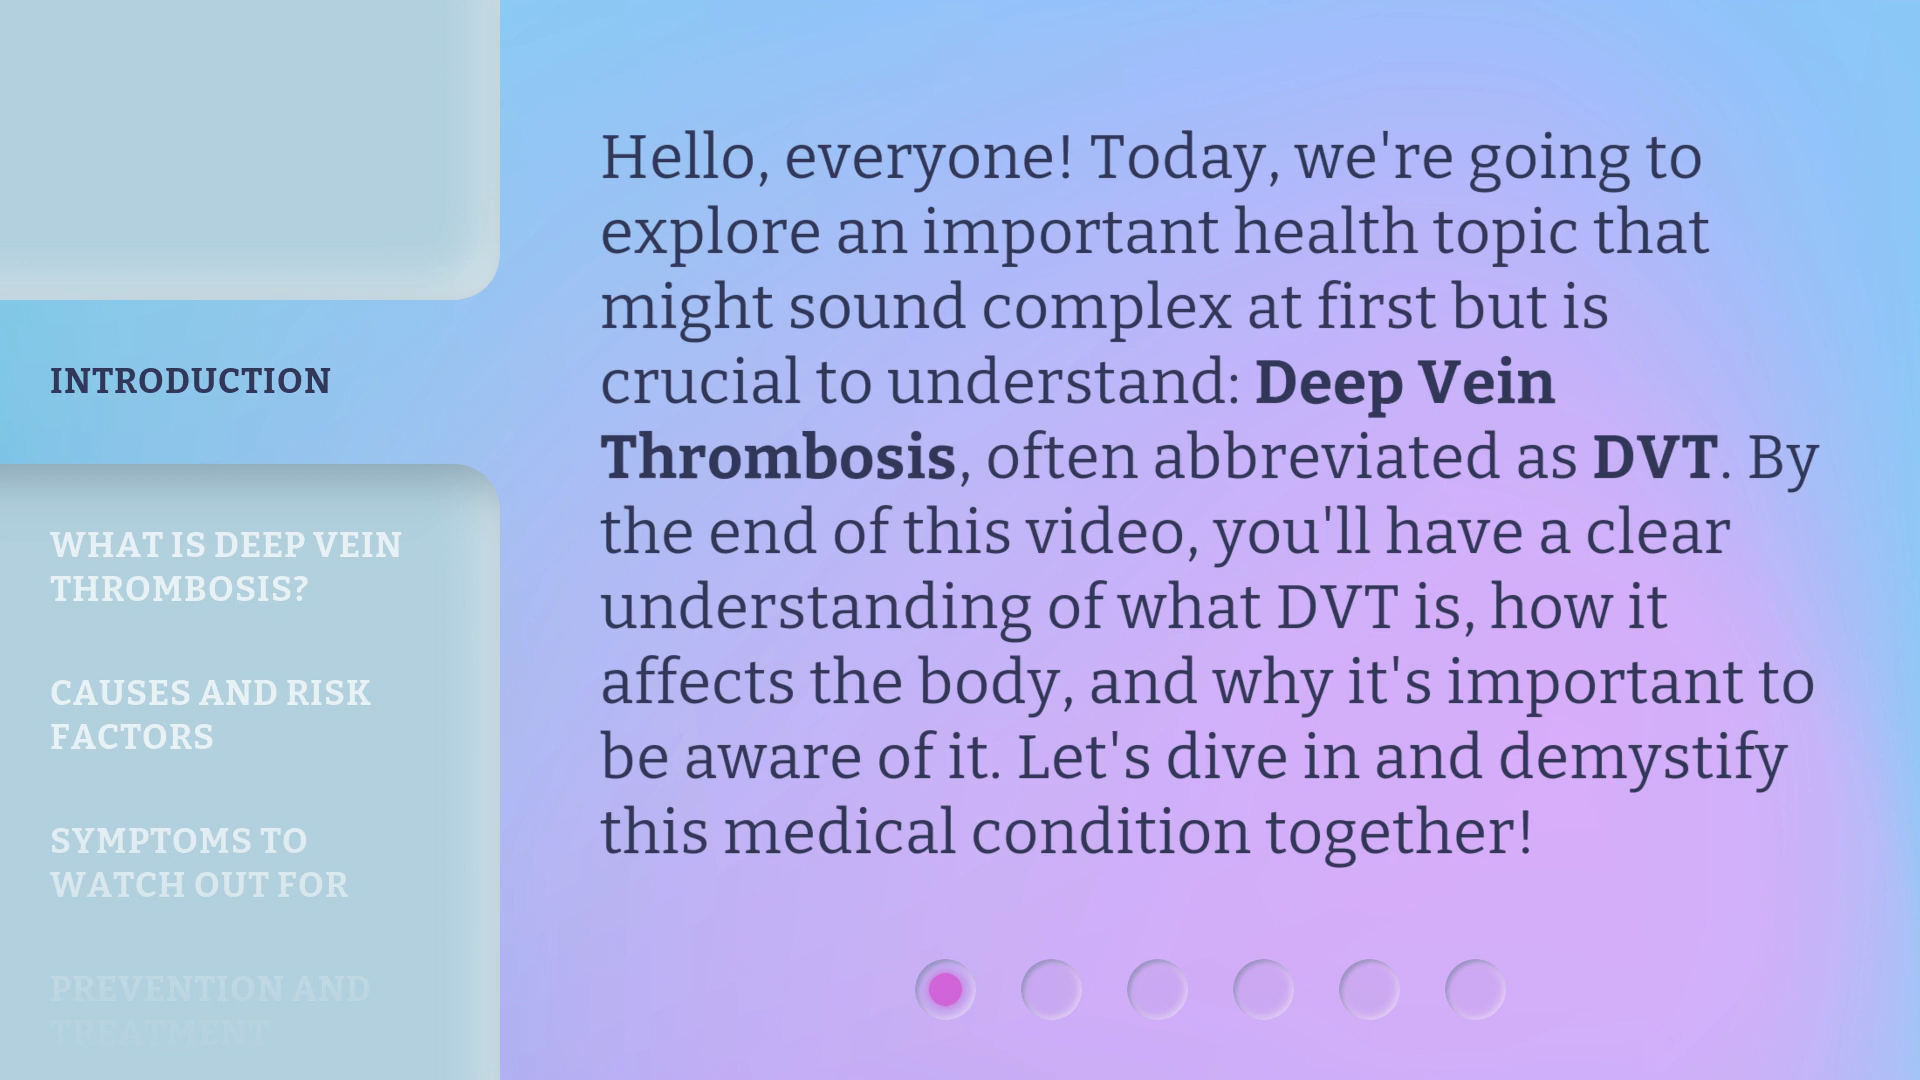 INTRODUCTION
WHAT IS DEEP VEIN
THROMBOSIS?
CAUSES AND RISK
FACTORS
SYMPTOMS TO
WATCH OUT FOR
PREVENTION AND
TREATMENT
Hello, everyone! Today, we're going to
explore an important health topic that
might sound complex at first but is
crucial to understand: Deep Vein
Thrombosis, often abbreviated as DVT. By
the end of this video, you'll have a clear
understanding of what DVT is, how it
affects the body, and why it's important to
be aware of it. Let's dive in and demystify
this medical condition together!